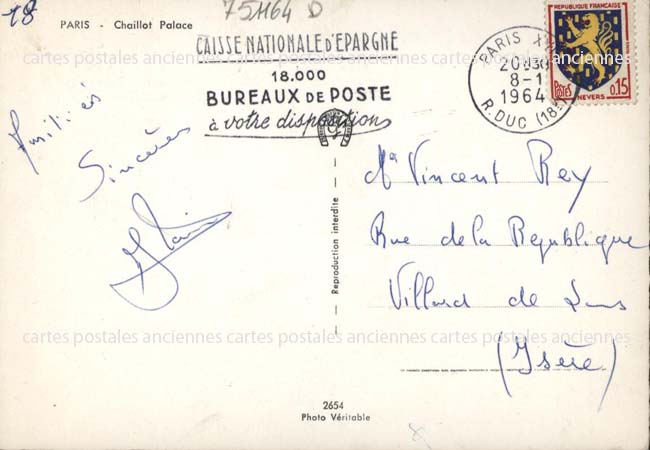 18
75M64 D
PARIS - Chaillot Palace
CAISSE NATIONALE D'EPARGNE
18.000
BUREAUX DE POSTE
à votre disposition
PARIS X
20H30
8-1
1964
R. DUC (18e)
REPUBLIQUE FRANÇAISE
POSTES
0,15
NEVERS
Amitiés
Sincères
Mr Vincent Rey
Rue de la République
Villard de Lans
(Isère)
Reproduction interdite
cartes postales anciennes cartes postales anciennes cartes postales anciennes
cartes postales anciennes cartes postales anciennes cartes postales anciennes
2654
Photo Véritable